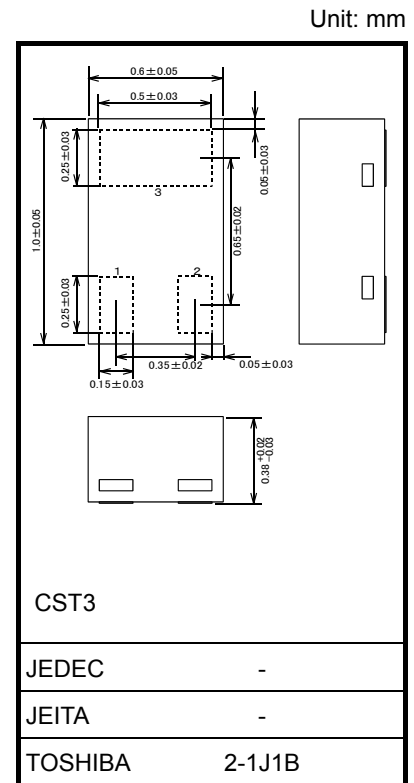 Unit: mm
0.6±0.05
0.5±0.03
0.25±0.03
0.05±0.03
3
1.0±0.05
0.65±0.02
1
2
0.25±0.03
0.35±0.02
0.05±0.03
0.15±0.03
0.38 +0.02 -0.03
CST3
JEDEC -
JEITA -
TOSHIBA 2-1J1B